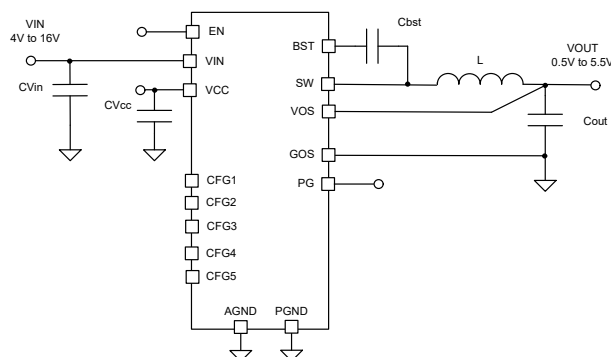 VIN
4V to 16V
EN
VIN
CVin
VCC
CVcc
CFG1
CFG2
CFG3
CFG4
CFG5
AGND
PGND
BST
Cbst
SW
L
VOUT
0.5V to 5.5V
VOS
Cout
GOS
PG